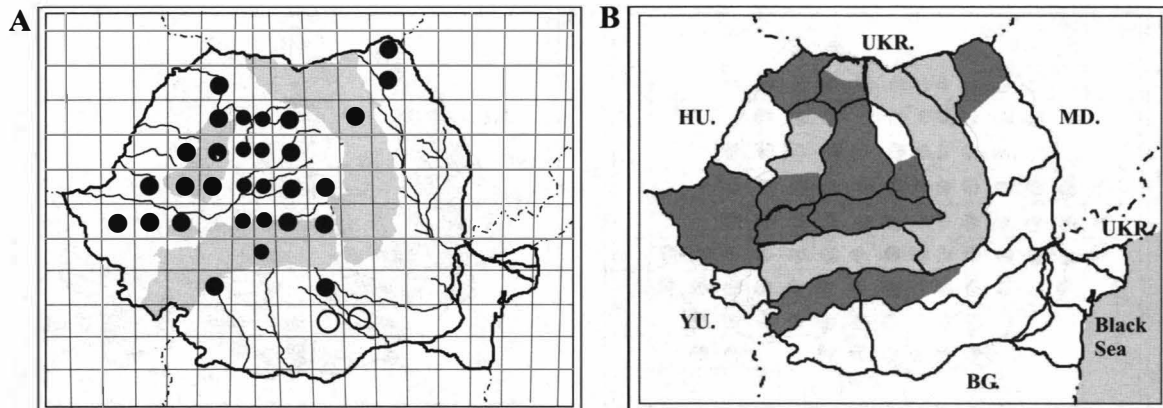 A
B
UKR.
HU.
MD.
UKR.
YU.
Black
Sea
BG.